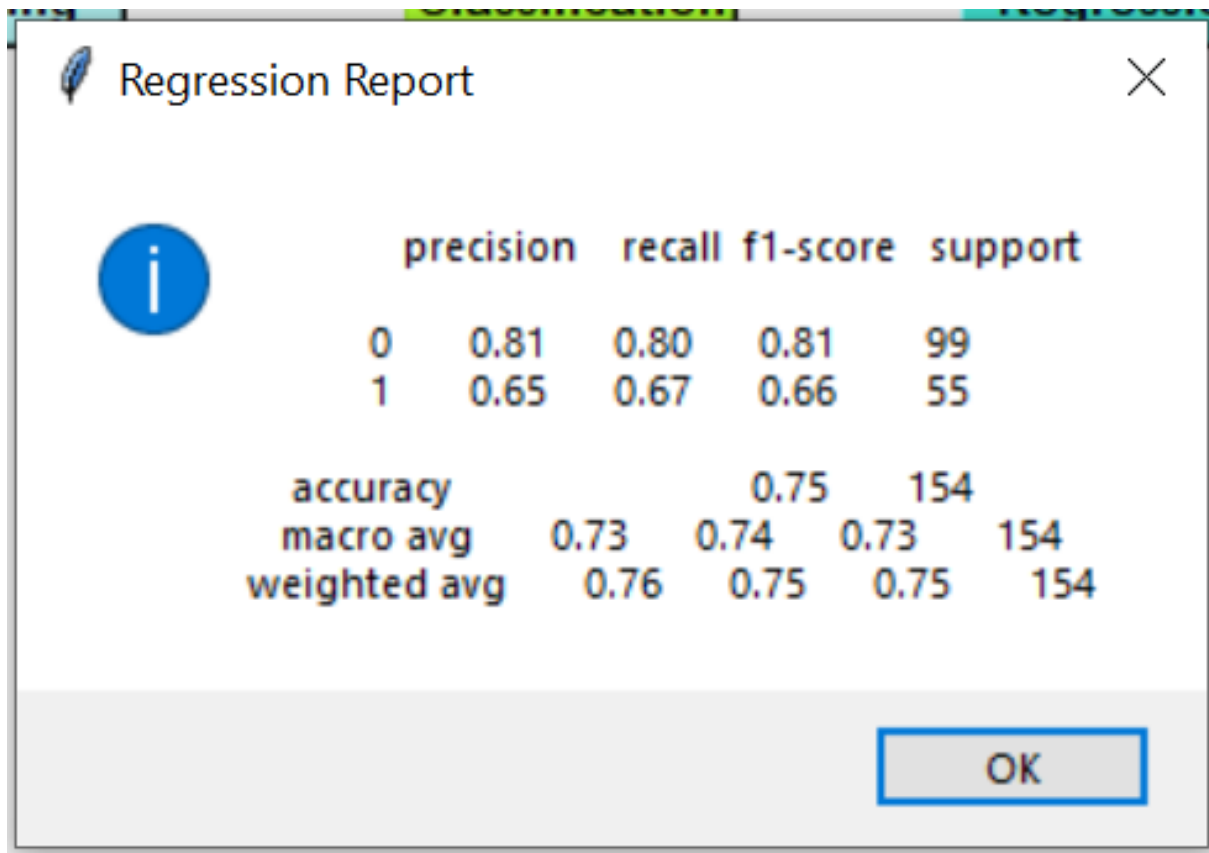 Regression Report
precision recall f1-score support
0 0.81 0.80 0.81 99
1 0.65 0.67 0.66 55
accuracy 0.75 154
macro avg 0.73 0.74 0.73 154
weighted avg 0.76 0.75 0.75 154
OK